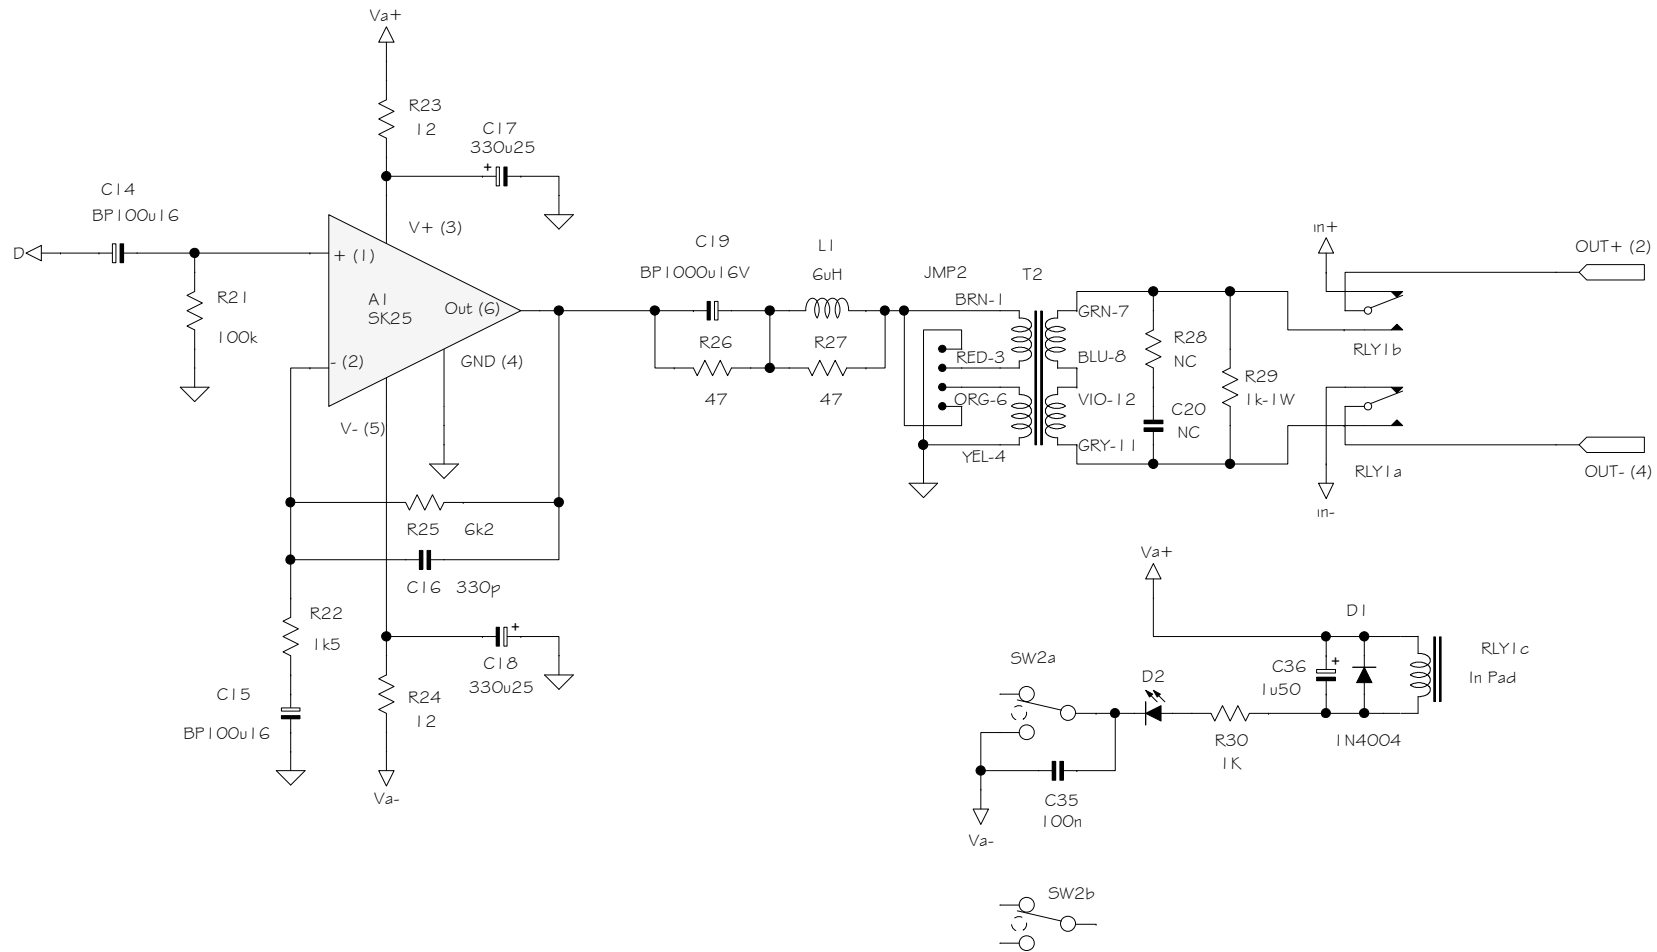 Va+
R23
12
C17
330u25
+
C14
BP100u16
D
V+ (3)
+ (1)
R21
100k
A1
SK25
Out (6)
- (2)
GND (4)
V- (5)
C19
BP1000u16V
L1
6uH
R26
47
R27
47
JMP2
T2
BRN-1
RED-3
ORG-6
YEL-4
GRN-7
BLU-8
VIO-12
GRY-11
R28
NC
C20
NC
R29
1k-1W
in+
RLY1b
OUT+ (2)
RLY1a
in-
OUT- (4)
R25
6k2
C16
330p
R22
1k5
C15
BP100u16
+
C18
330u25
R24
12
Va-
Va+
D1
RLY1c
In Pad
C36
1u50
+
1N4004
SW2a
D2
R30
1K
C35
100n
Va-
SW2b